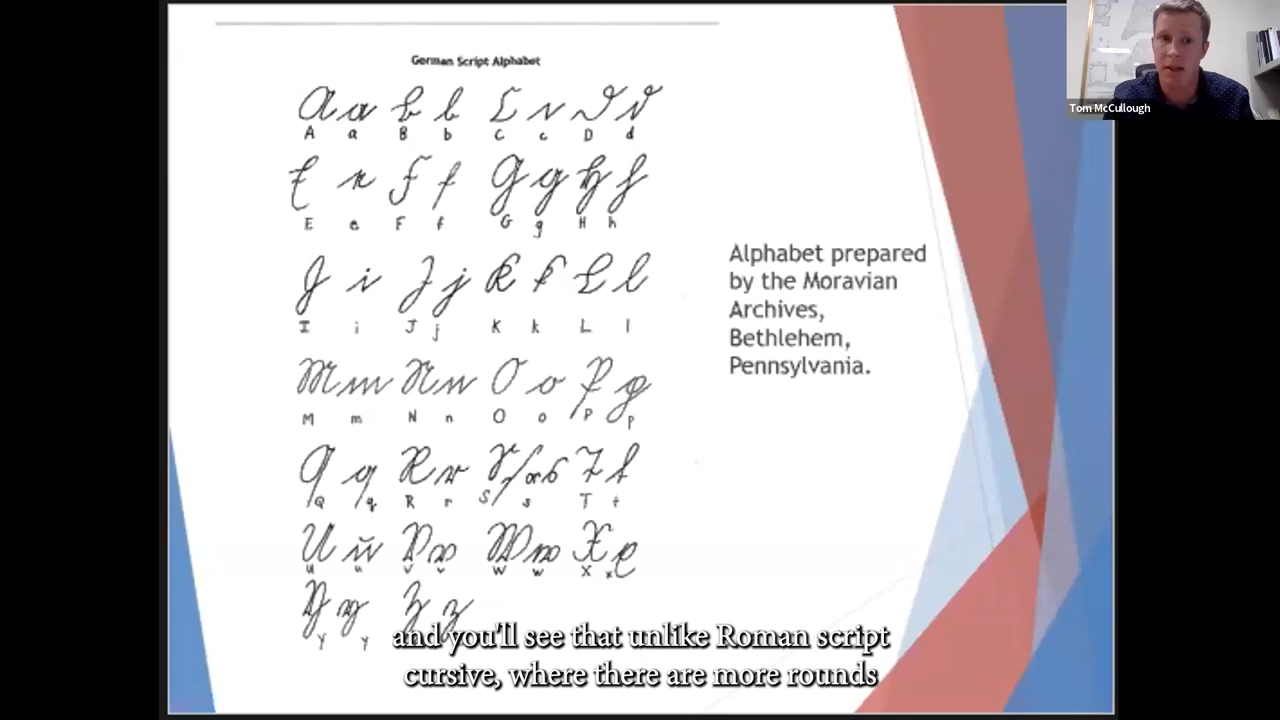 German Script Alphabet
A a B b C c D d
A a B b C c D d
E e F f G g H h
E e F f G g H h
I i J j K k L l
I i J j K k L l
M m N n O o P p
M m N n O o P p
Q q R r S s s T t
Q q R r S s T t
U u V v W w X x
u u v v w w X x
Y y Z z
Y Y
Alphabet prepared
by the Moravian
Archives,
Bethlehem,
Pennsylvania.
Tom McCullough
and you'll see that unlike Roman script
cursive, where there are more rounds